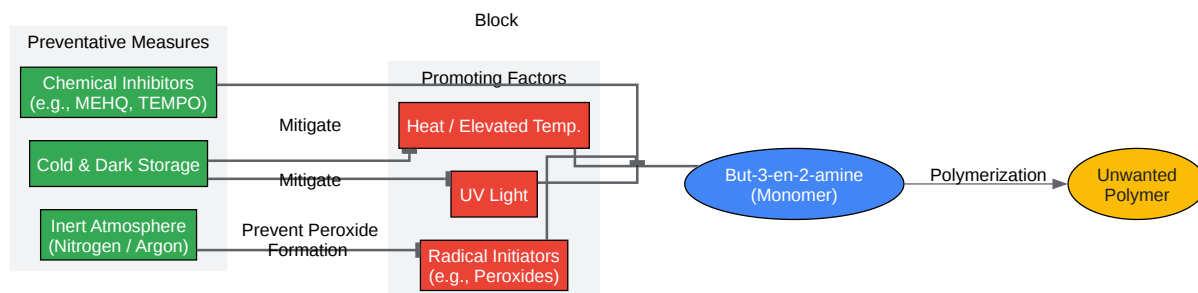 Block
Preventative Measures
Chemical Inhibitors
(e.g., MEHQ, TEMPO)
Cold & Dark Storage
Inert Atmosphere
(Nitrogen / Argon)
Mitigate
Mitigate
Prevent Peroxide
Formation
Promoting Factors
Heat / Elevated Temp.
UV Light
Radical Initiators
(e.g., Peroxides)
But-3-en-2-amine
(Monomer)
Polymerization
Unwanted
Polymer